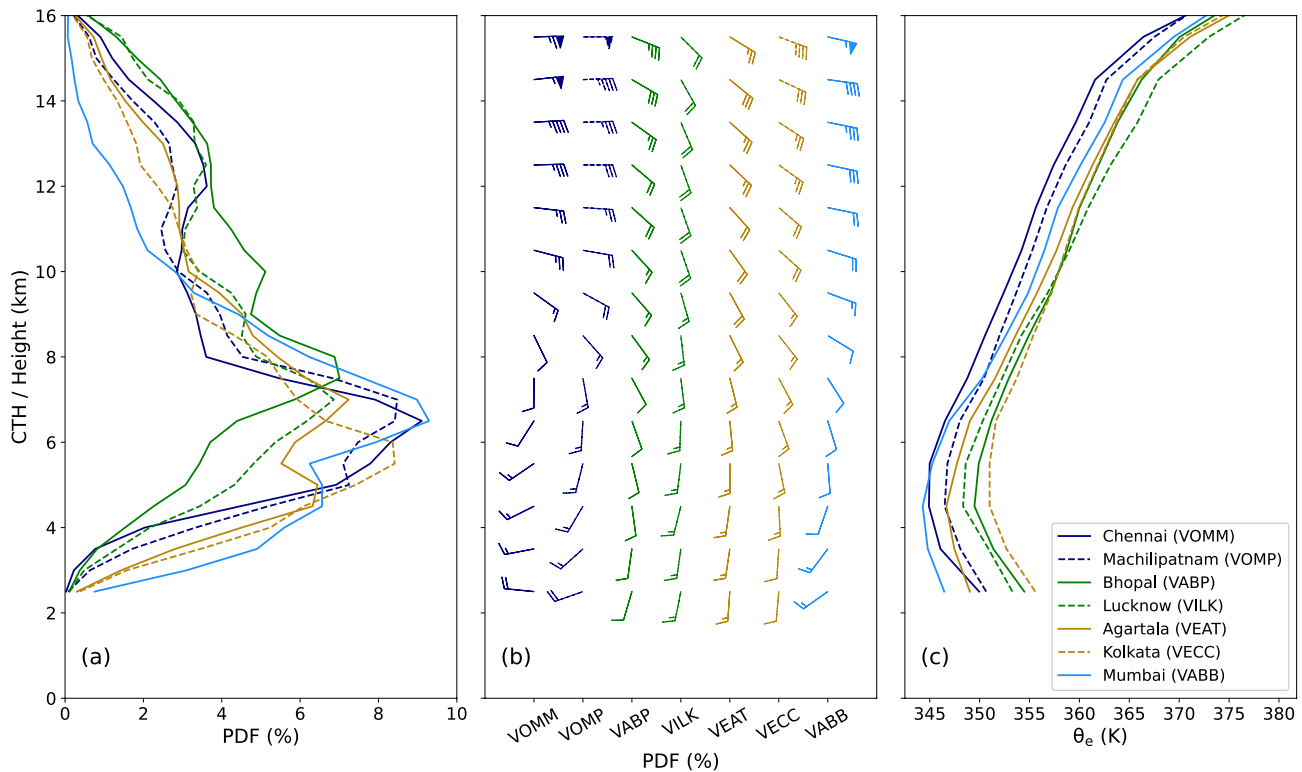 16
14
12
10
8
6
4
2
0
CTH / Height (km)
(a)
0 2 4 6 8 10
PDF (%)
(b)
VOMM VOMP VABP VILK VEAT VECC VABB
PDF (%)
(c)
Chennai (VOMM)
Machilipatnam (VOMP)
Bhopal (VABP)
Lucknow (VILK)
Agartala (VEAT)
Kolkata (VECC)
Mumbai (VABB)
345 350 355 360 365 370 375 380
θe (K)